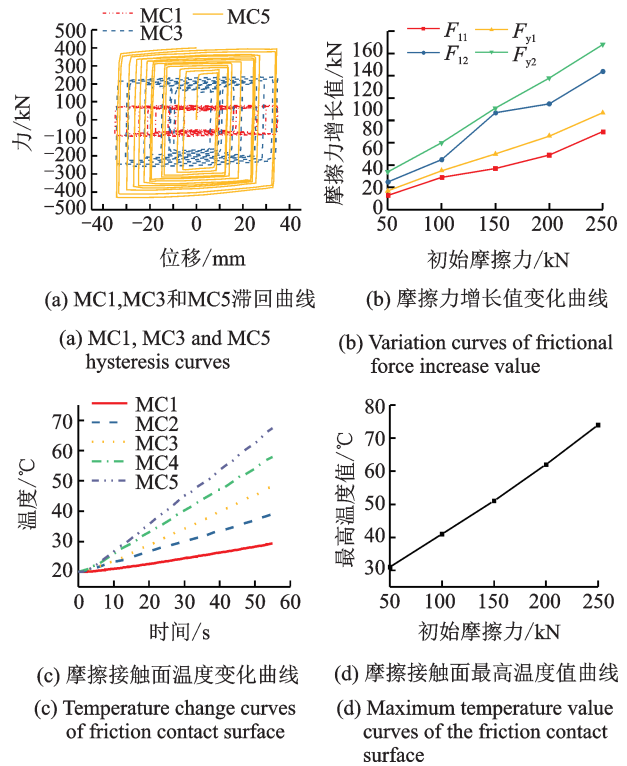 MC1 MC5
MC3
500
400
300
200
100
0
−100
−200
−300
−400
−500
力/kN
−40 −20 0 20 40
位移/mm
(a) MC1,MC3和MC5滞回曲线
(a) MC1, MC3 and MC5
hysteresis curves
F11 Fy1
F12 Fy2
160
120
100
80
60
40
20
0
摩擦力增长值/kN
50 100 150 200 250
初始摩擦力/kN
(b) 摩擦力增长值变化曲线
(b) Variation curves of frictional
force increase value
MC1
MC2
MC3
MC4
MC5
70
60
50
40
30
20
温度/℃
0 10 20 30 40 50 60
时间/s
(c) 摩擦接触面温度变化曲线
(c) Temperature change curves
of friction contact surface
80
70
60
50
40
30
最高温度值/℃
50 100 150 200 250
初始摩擦力/kN
(d) 摩擦接触面最高温度值曲线
(d) Maximum temperature value
curves of the friction contact
surface